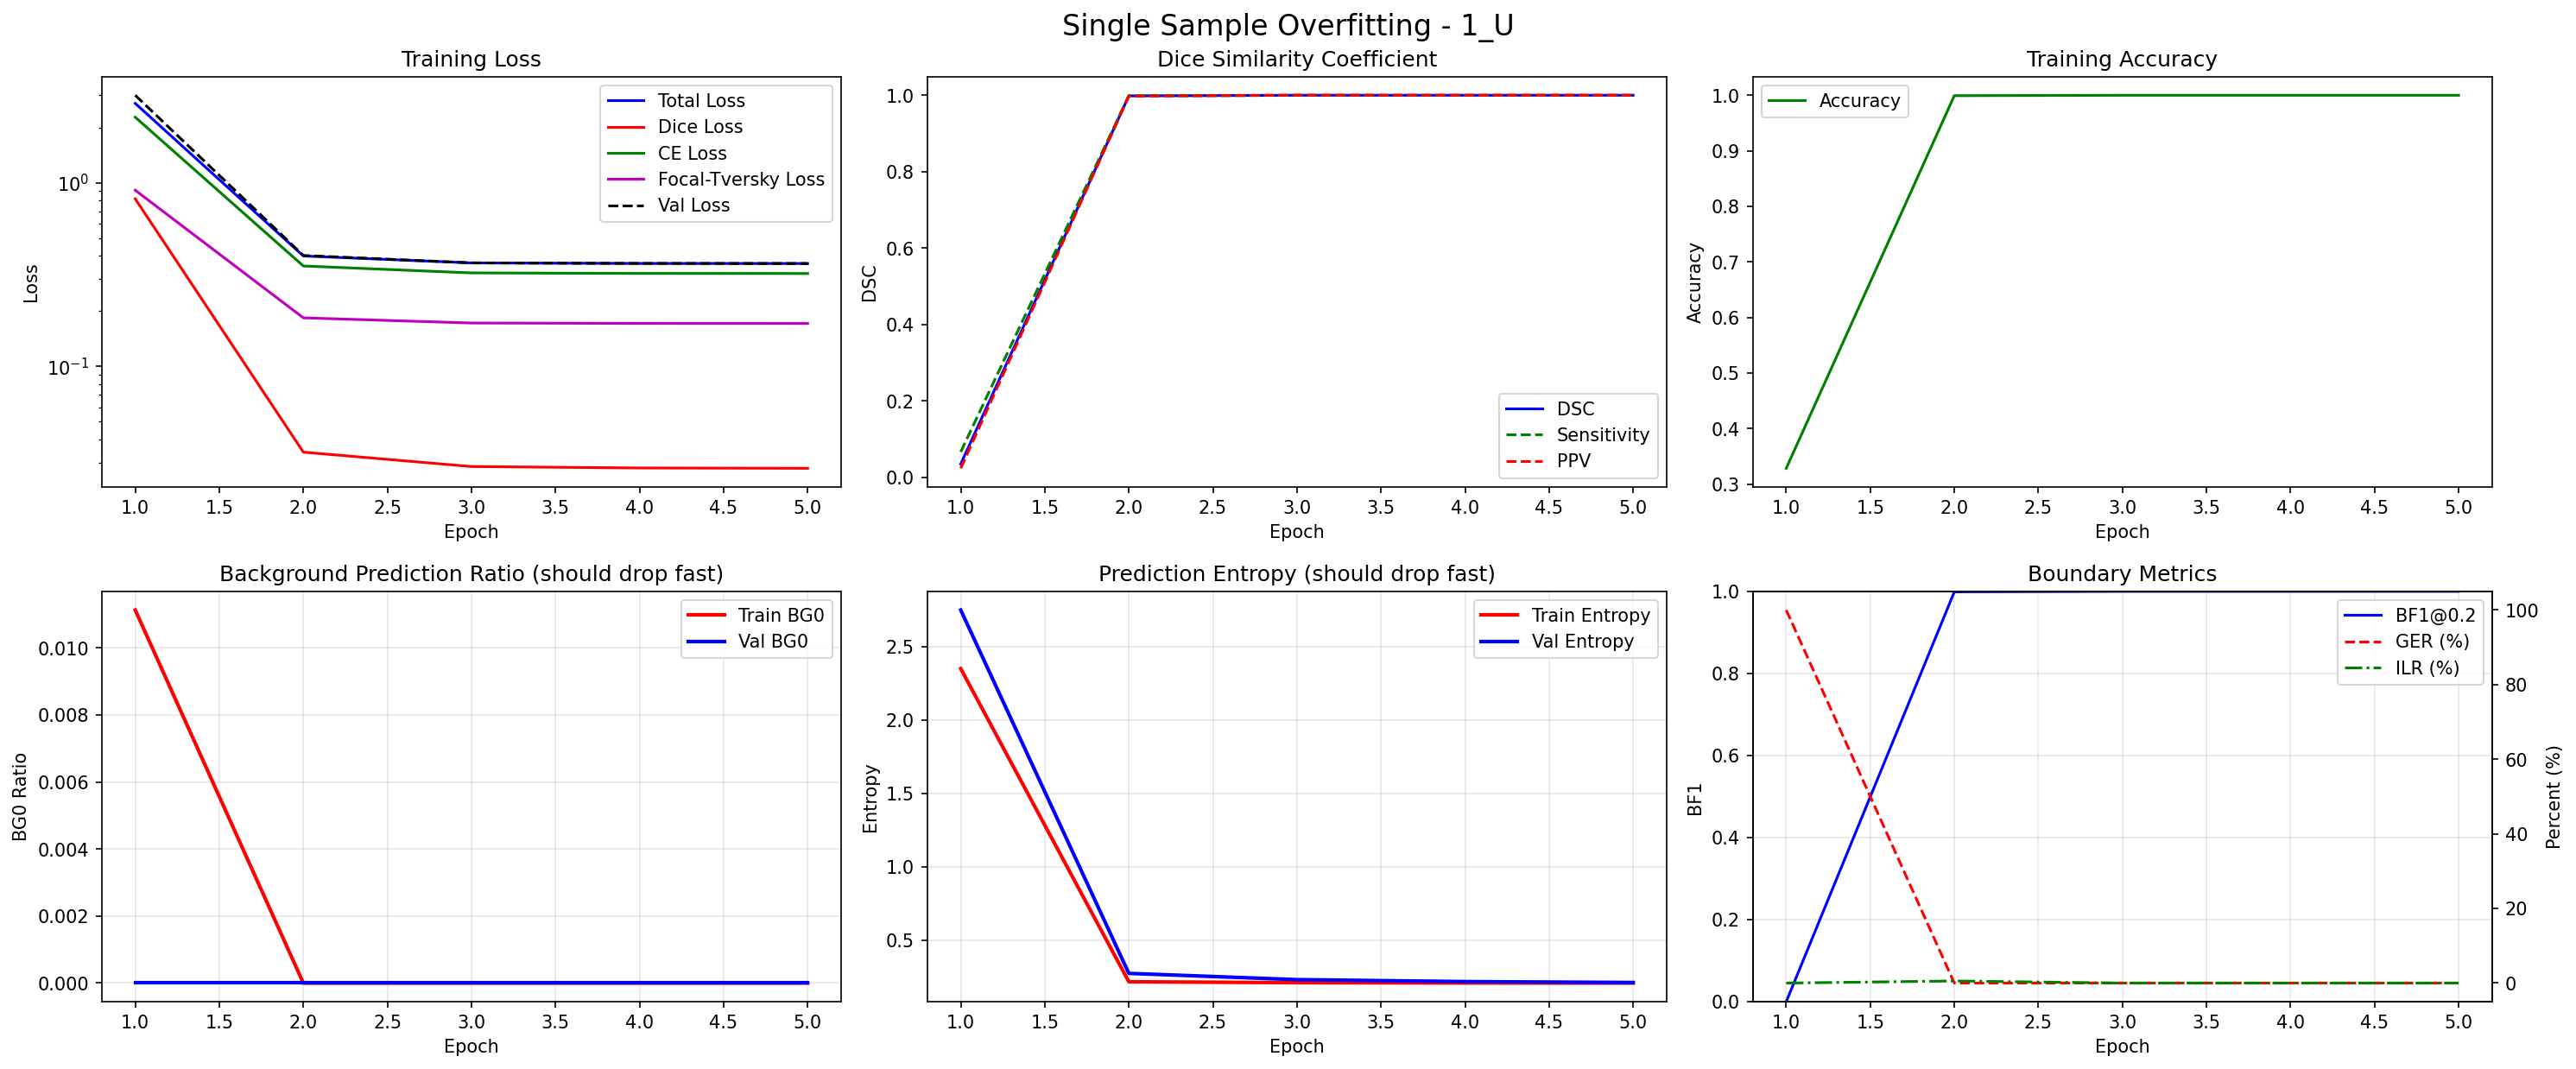 Single Sample Overfitting - 1_U
Training Loss
Loss
10^0
10^-1
Total Loss
Dice Loss
CE Loss
Focal-Tversky Loss
Val Loss
1.0 1.5 2.0 2.5 3.0 3.5 4.0 4.5 5.0
Epoch
Dice Similarity Coefficient
DSC
1.0
0.8
0.6
0.4
0.2
0.0
DSC
Sensitivity
PPV
1.0 1.5 2.0 2.5 3.0 3.5 4.0 4.5 5.0
Epoch
Training Accuracy
Accuracy
1.0
0.9
0.8
0.7
0.6
0.5
0.4
0.3
Accuracy
1.0 1.5 2.0 2.5 3.0 3.5 4.0 4.5 5.0
Epoch
Background Prediction Ratio (should drop fast)
BG0 Ratio
0.010
0.008
0.006
0.004
0.002
0.000
Train BG0
Val BG0
1.0 1.5 2.0 2.5 3.0 3.5 4.0 4.5 5.0
Epoch
Prediction Entropy (should drop fast)
Entropy
2.5
2.0
1.5
1.0
0.5
Train Entropy
Val Entropy
1.0 1.5 2.0 2.5 3.0 3.5 4.0 4.5 5.0
Epoch
Boundary Metrics
BF1
1.0
0.8
0.6
0.4
0.2
0.0
BF1@0.2
GER (%)
ILR (%)
100
80
60
40
20
0
Percent (%)
1.0 1.5 2.0 2.5 3.0 3.5 4.0 4.5 5.0
Epoch